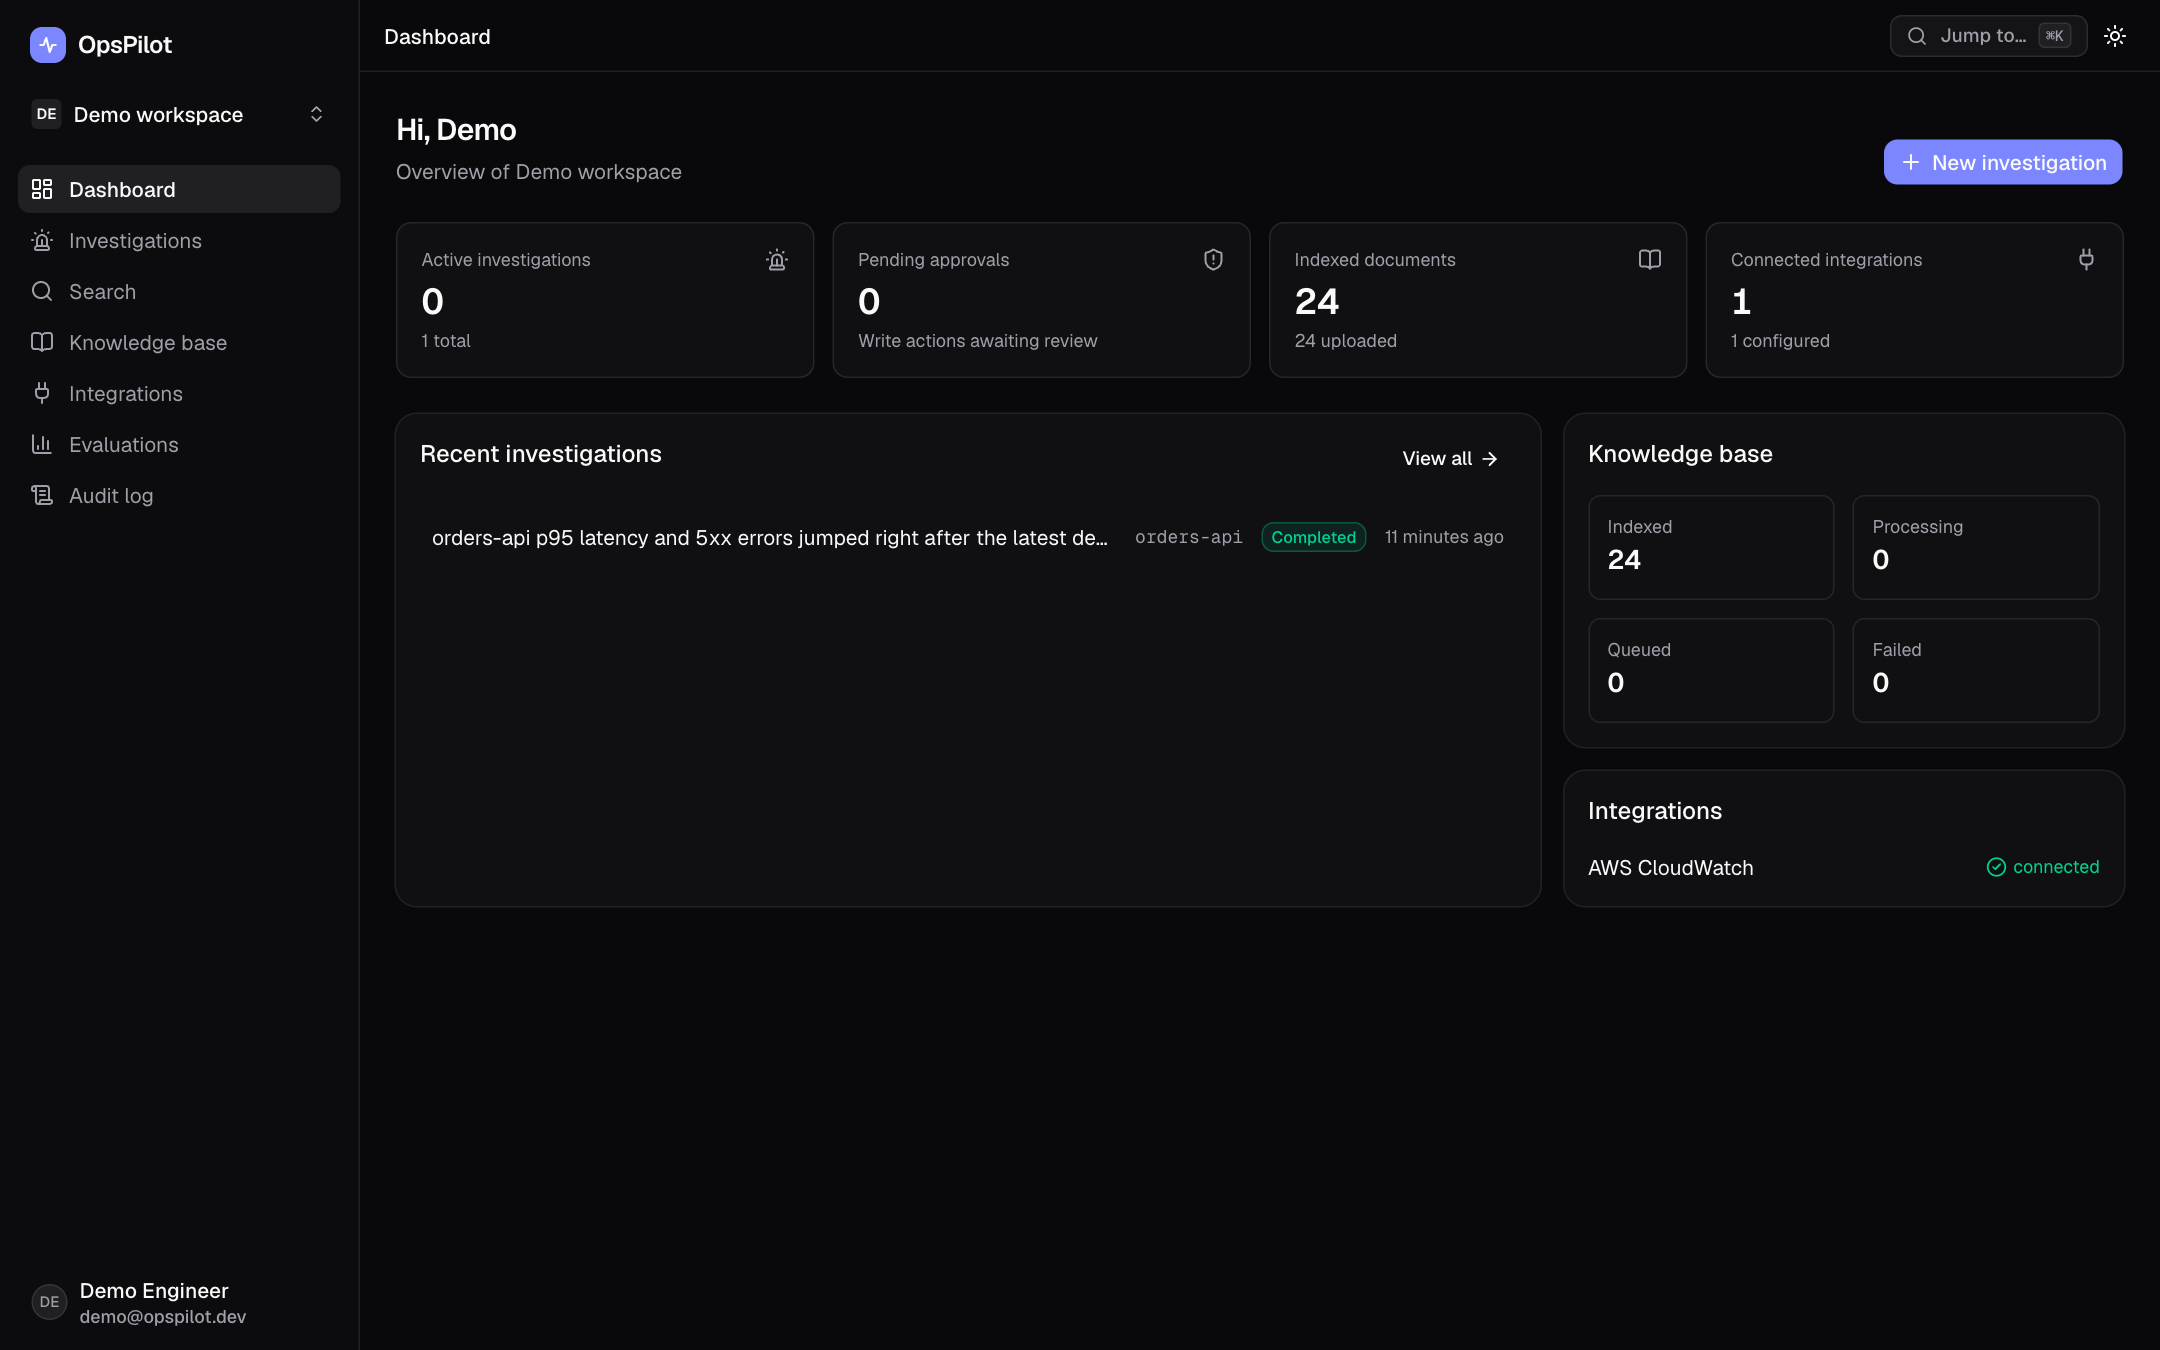 OpsPilot
DE Demo workspace
Dashboard
Investigations
Search
Knowledge base
Integrations
Evaluations
Audit log
DE
Demo Engineer
demo@opspilot.dev
Dashboard
Jump to... ⌘K
Hi, Demo
Overview of Demo workspace
New investigation
Active investigations
0
1 total
Pending approvals
0
Write actions awaiting review
Indexed documents
24
24 uploaded
Connected integrations
1
1 configured
Recent investigations
View all
orders-api p95 latency and 5xx errors jumped right after the latest de... orders-api Completed 11 minutes ago
Knowledge base
Indexed
24
Processing
0
Queued
0
Failed
0
Integrations
AWS CloudWatch connected